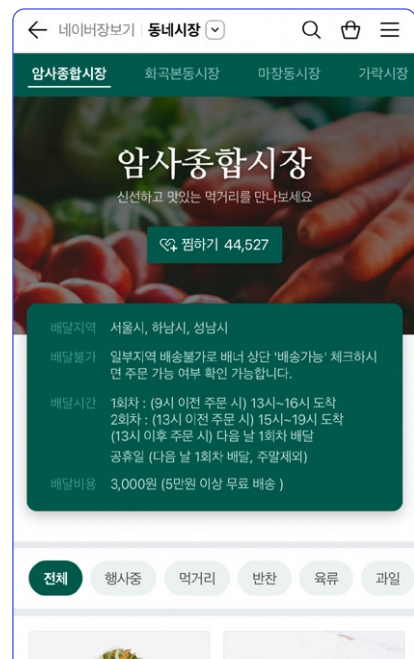 네이버장보기 동네시장
암사종합시장 화곡본동시장 마장동시장 가락시장
암사종합시장
신선하고 맛있는 먹거리를 만나보세요
찜하기 44,527
배달지역 서울시, 하남시, 성남시
배달불가 일부지역 배송불가로 배너 상단 '배송가능' 체크하시
면 주문 가능 여부 확인 가능합니다.
배달시간 1회차 : (9시 이전 주문 시) 13시~16시 도착
2회차 : (13시 이전 주문 시) 15시~19시 도착
(13시 이후 주문 시) 다음 날 1회차 배달
공휴일 (다음 날 1회차 배달, 주말제외)
배달비용 3,000원 (5만원 이상 무료 배송 )
전체 행사중 먹거리 반찬 육류 과일